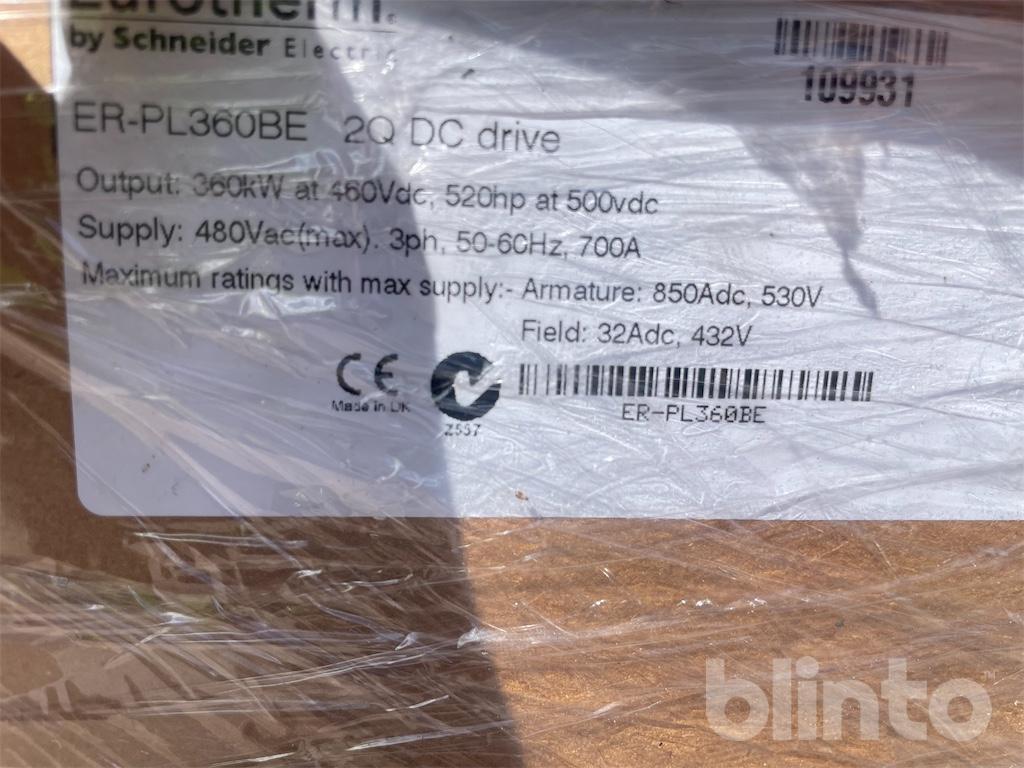 Eurotherm
by Schneider Electric
109931
ER-PL360BE 2Q DC drive
Output: 360kW at 460Vdc, 520hp at 500vdc
Supply: 480Vac(max). 3ph, 50-60Hz, 700A
Maximum ratings with max supply:- Armature: 850Adc, 530V
Field: 32Adc, 432V
CE
Made in UK
Z557
ER-PL360BE
blinto